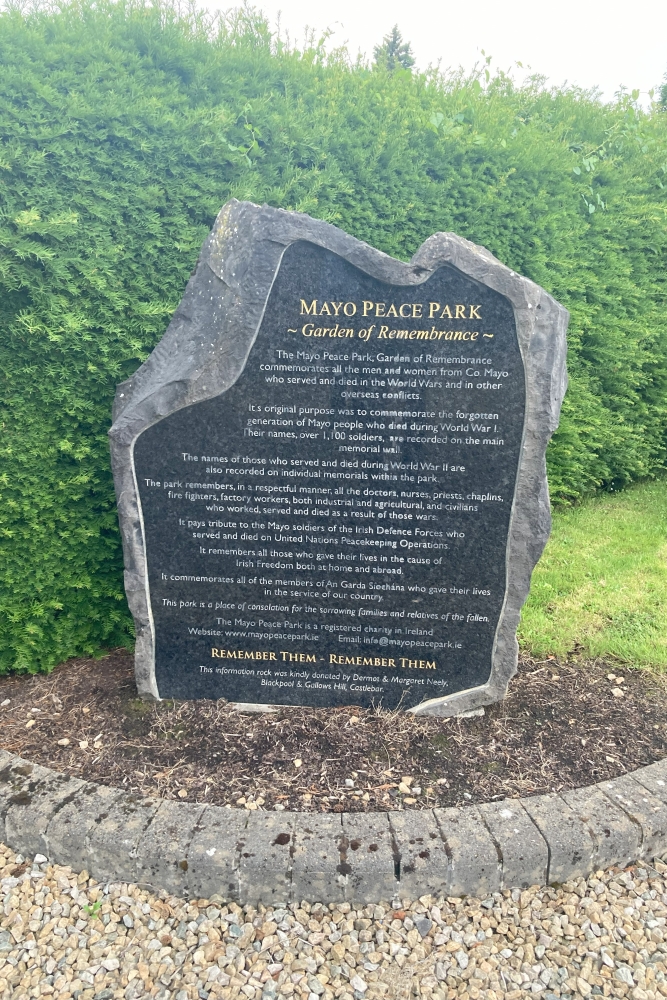 MAYO PEACE PARK
~ Garden of Remembrance ~
The Mayo Peace Park, Garden of Remembrance
commemorates all the men and women from Co. Mayo
who served and died in the World Wars and in other
overseas conflicts.
It's original purpose was to commemorate the forgotten
generation of Mayo people who died during World War I.
Their names, over 1,100 soldiers, are recorded on the main
memorial wall.
The names of those who served and died during World War II are
also recorded on individual memorials within the park.
The park remembers, in a respectful manner, all the doctors, nurses, priests, chaplins,
fire fighters, factory workers, both industrial and agricultural, and civilians
who worked, served and died as a result of those wars.
It pays tribute to the Mayo soldiers of the Irish Defence Forces who
served and died on United Nations Peacekeeping Operations.
It remembers all those who gave their lives in the cause of
Irish Freedom both at home and abroad.
It commemorates all of the members of An Garda Síochána who gave their lives
in the service of our country.
This park is a place of consolation for the sorrowing families and relatives of the fallen.
The Mayo Peace Park is a registered charity in Ireland
Website: www.mayopeacepark.ie Email: info@mayopeacepark.ie
REMEMBER THEM - REMEMBER THEM
This information rock was kindly donated by Dermot & Margaret Neely,
Blackpool & Gallows Hill, Castlebar.